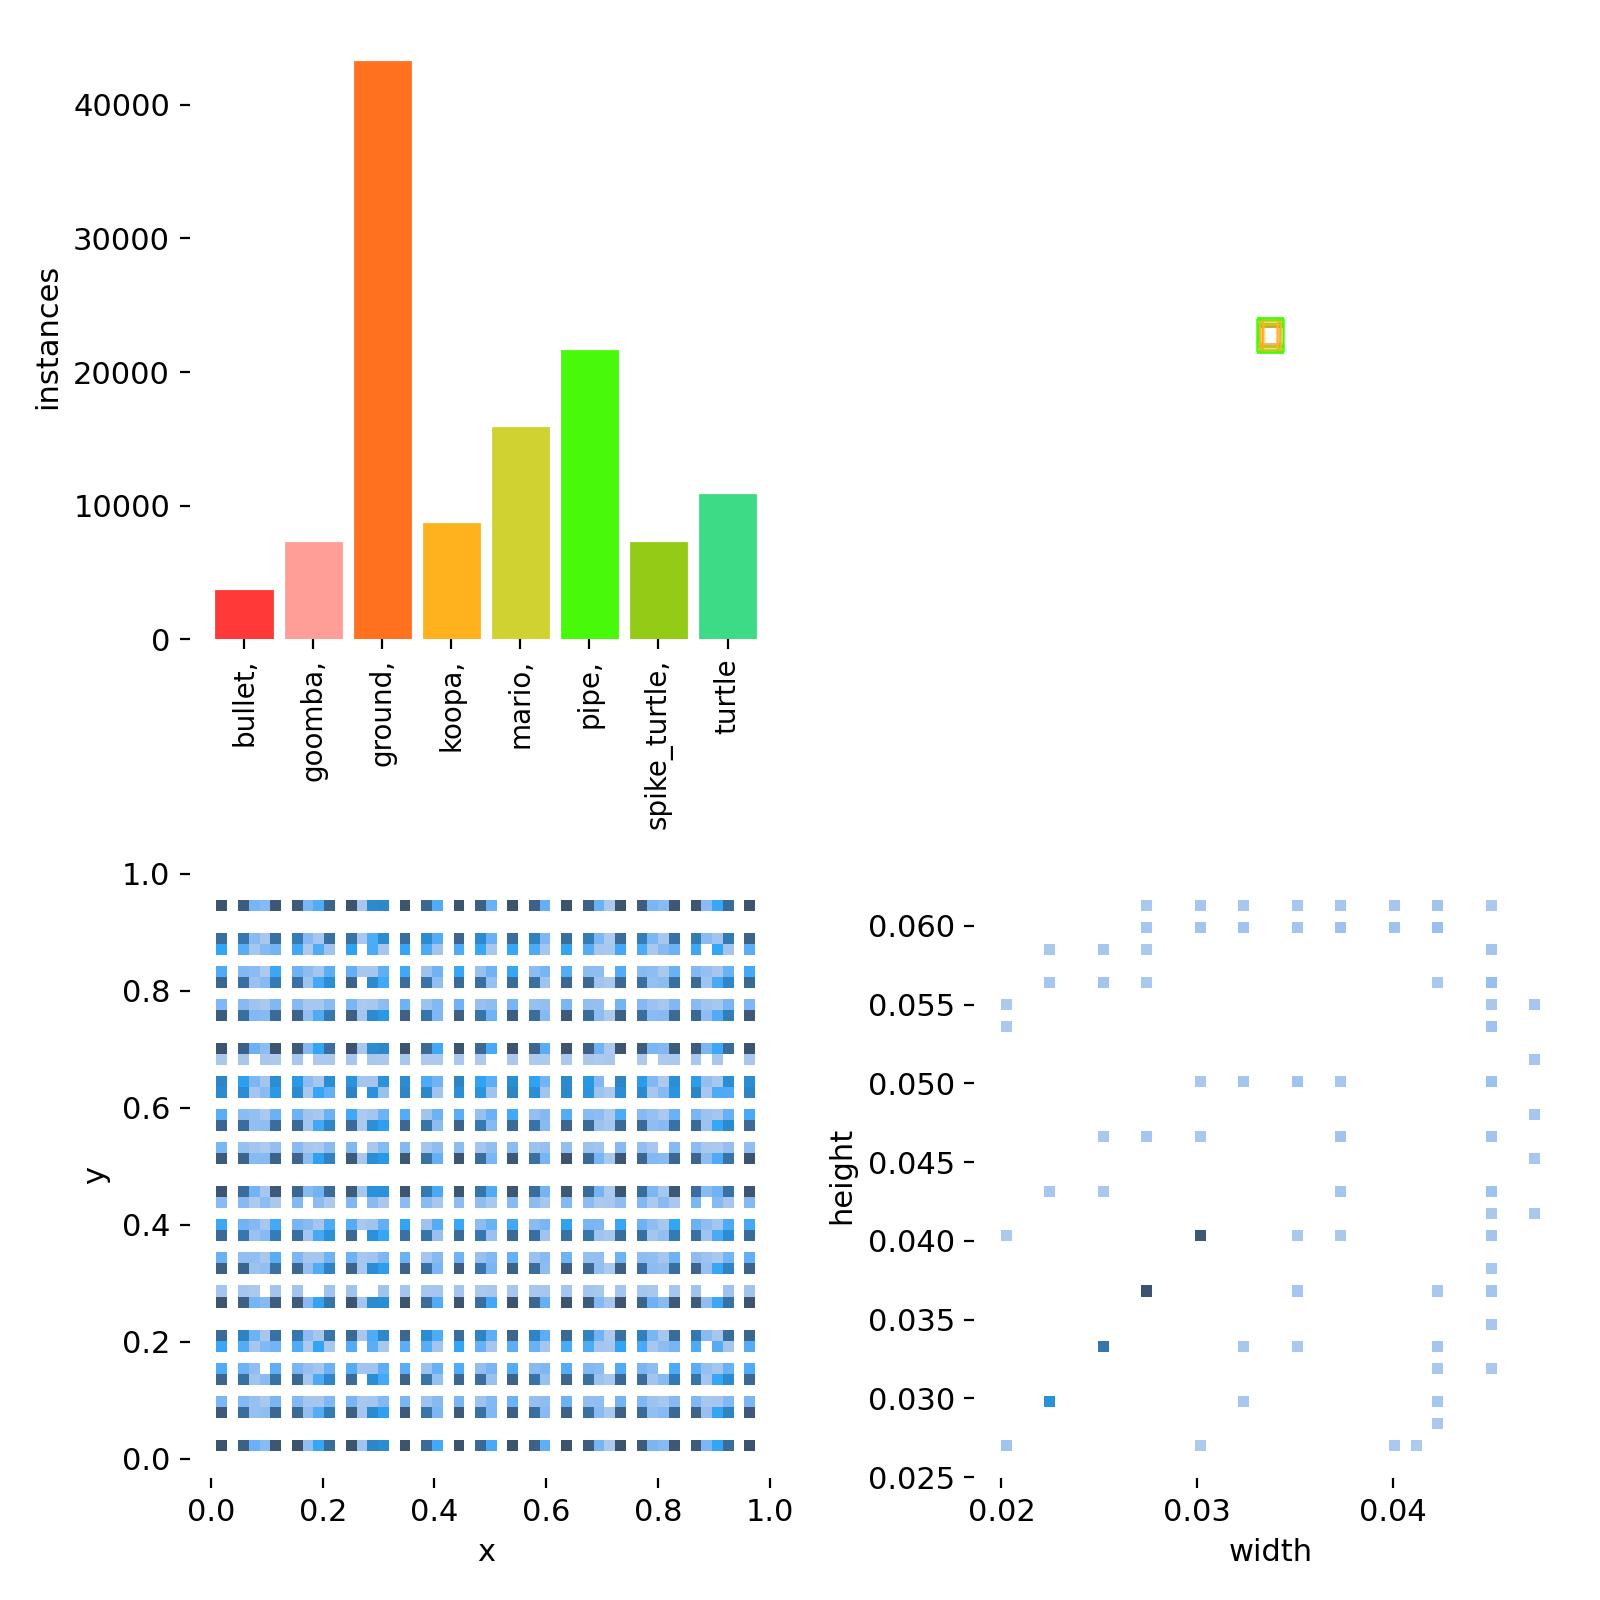 instances
40000
30000
20000
10000
0
bullet,
goomba,
ground,
koopa,
mario,
pipe,
spike_turtle,
turtle
y
1.0
0.8
0.6
0.4
0.2
0.0
0.0 0.2 0.4 0.6 0.8 1.0
x
height
0.060
0.055
0.050
0.045
0.040
0.035
0.030
0.025
0.02 0.03 0.04
width